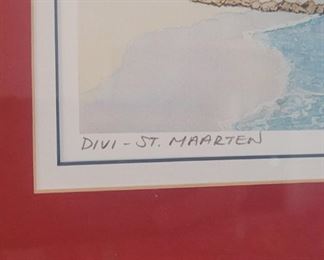 DIVI - ST. MAARTEN